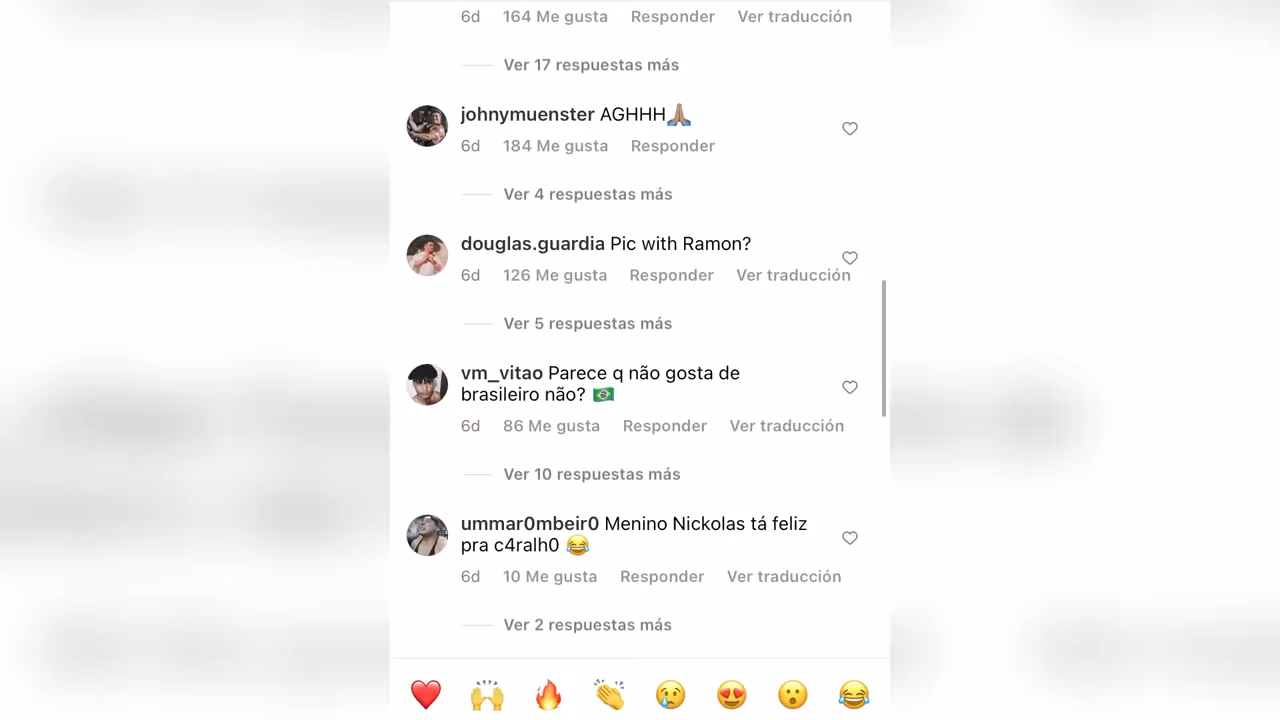 6d 164 Me gusta Responder Ver traducción
Ver 17 respuestas más
johnymuenster AGHHH🙏🏽
6d 184 Me gusta Responder
Ver 4 respuestas más
douglas.guardia Pic with Ramon?
6d 126 Me gusta Responder Ver traducción
Ver 5 respuestas más
vm_vitao Parece q não gosta de
brasileiro não? 🇧🇷
6d 86 Me gusta Responder Ver traducción
Ver 10 respuestas más
ummar0mbeir0 Menino Nickolas tá feliz
pra c4ralh0 😂
6d 10 Me gusta Responder Ver traducción
Ver 2 respuestas más